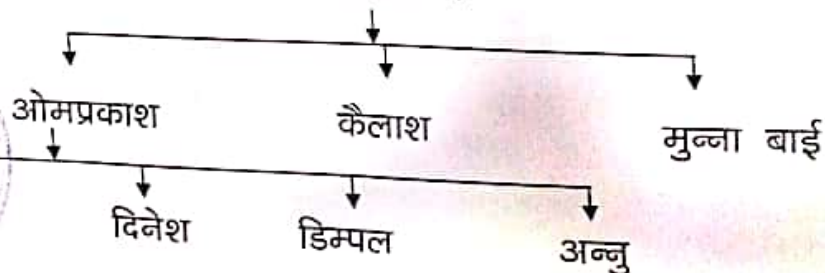 ओमप्रकाश कैलाश मुन्ना बाई
दिनेश डिम्पल अन्नु